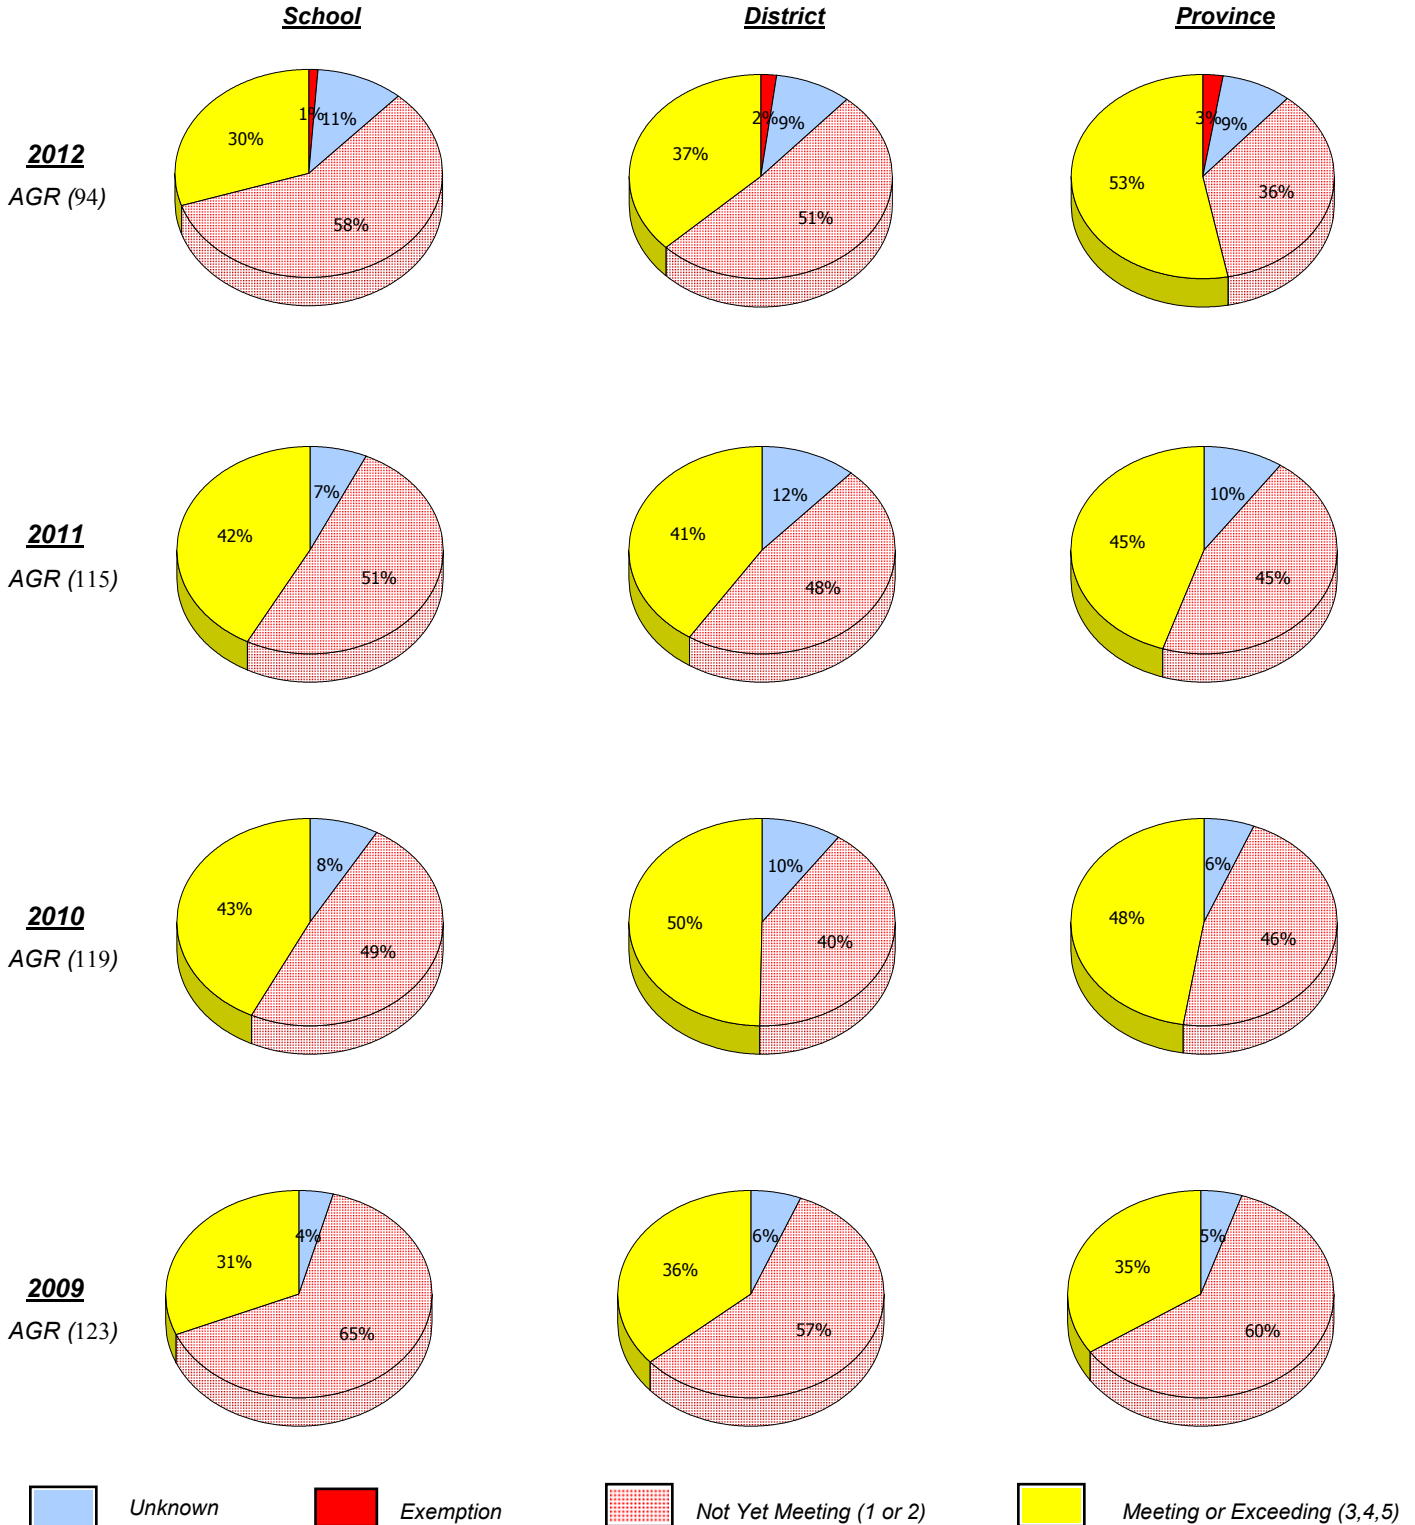 School District Province
1% 11% 2% 9% 3% 9%
30% 37% 53%
2012
AGR (94)
58% 51% 36%
7% 12% 10%
42% 41% 45%
2011
AGR (115)
51% 48% 45%
8% 10% 6%
43% 50% 48%
2010
AGR (119)
49% 40% 46%
4% 6% 5%
31% 36% 35%
2009
AGR (123)
65% 57% 60%
Unknown Exemption Not Yet Meeting (1 or 2) Meeting or Exceeding (3,4,5)